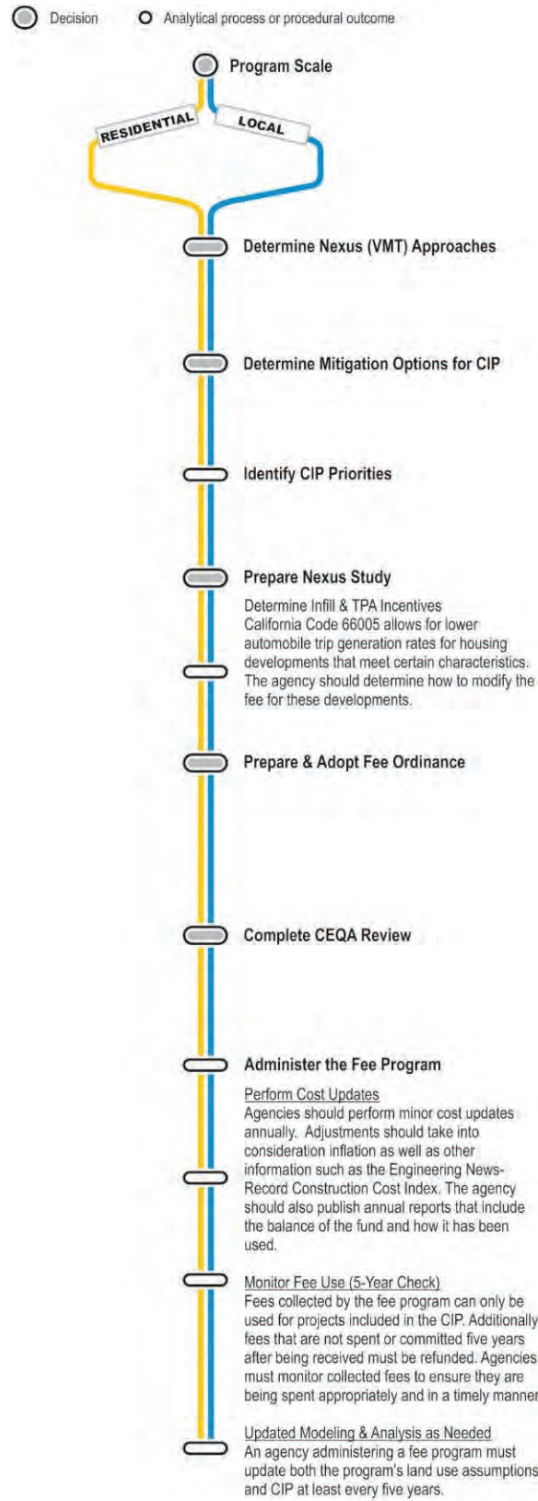 Decision
Analytical process or procedural outcome
Program Scale
RESIDENTIAL
LOCAL
Determine Nexus (VMT) Approaches
Determine Mitigation Options for CIP
Identify CIP Priorities
Prepare Nexus Study
Determine Infill & TPA Incentives
California Code 66005 allows for lower
automobile trip generation rates for housing
developments that meet certain characteristics.
The agency should determine how to modify the
fee for these developments.
Prepare & Adopt Fee Ordinance
Complete CEQA Review
Administer the Fee Program
Perform Cost Updates
Agencies should perform minor cost updates
annually. Adjustments should take into
consideration inflation as well as other
information such as the Engineering News-
Record Construction Cost Index. The agency
should also publish annual reports that include
the balance of the fund and how it has been
used.
Monitor Fee Use (5-Year Check)
Fees collected by the fee program can only be
used for projects included in the CIP. Additionally
fees that are not spent or committed five years
after being received must be refunded. Agencies
must monitor collected fees to ensure they are
being spent appropriately and in a timely manner
Updated Modeling & Analysis as Needed
An agency administering a fee program must
update both the program's land use assumptions
and CIP at least every five years.